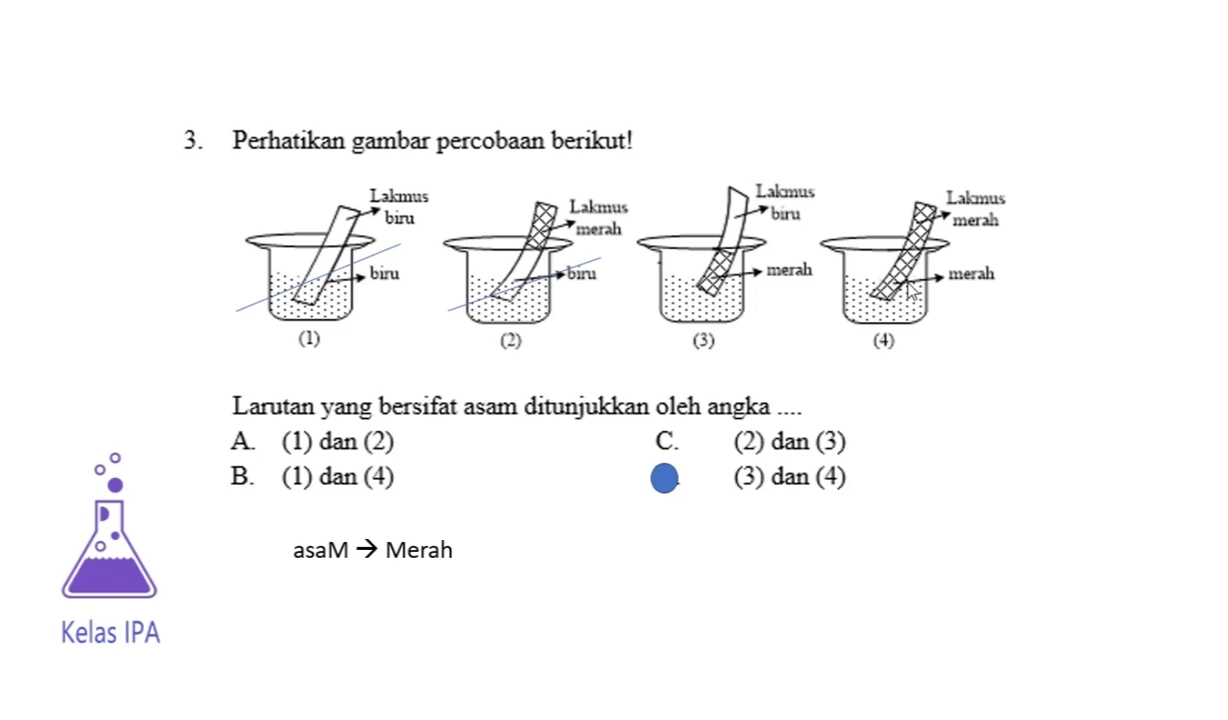 3. Perhatikan gambar percobaan berikut!
Lakmus
biru
biru
(1)
Lakmus
merah
biru
(2)
Lakmus
biru
merah
(3)
Lakmus
merah
merah
(4)
Larutan yang bersifat asam ditunjukkan oleh angka ....
A. (1) dan (2)
C. (2) dan (3)
B. (1) dan (4)
(3) dan (4)
asaM → Merah
Kelas IPA